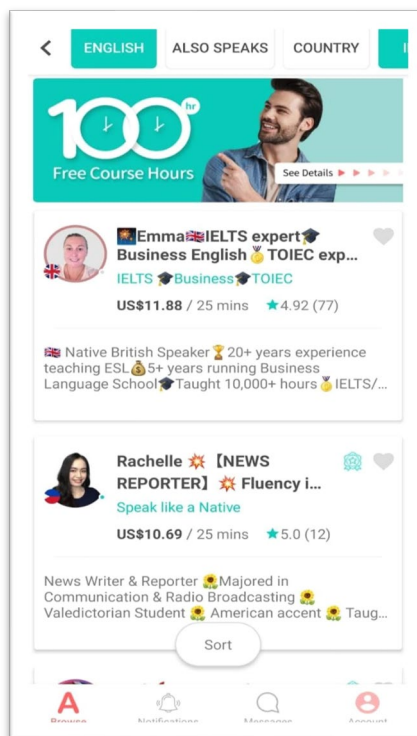 ENGLISH ALSO SPEAKS COUNTRY
100 hr
Free Course Hours
See Details
🎆Emma🇬🇧IELTS expert🎓
Business English🏅TOIEC exp...
IELTS 🎓Business🎓TOIEC
US$11.88 / 25 mins ★4.92 (77)
🇬🇧 Native British Speaker🏆20+ years experience
teaching ESL💰5+ years running Business
Language School🎓Taught 10,000+ hours🏅IELTS/...
Rachelle 💥【NEWS
REPORTER】💥 Fluency i...
Speak like a Native
US$10.69 / 25 mins ★5.0 (12)
News Writer & Reporter 🌻Majored in
Communication & Radio Broadcasting 🌻
Valedictorian Student 🌻 American accent 🌻 Taug...
Sort
Browse Notifications Messages Account